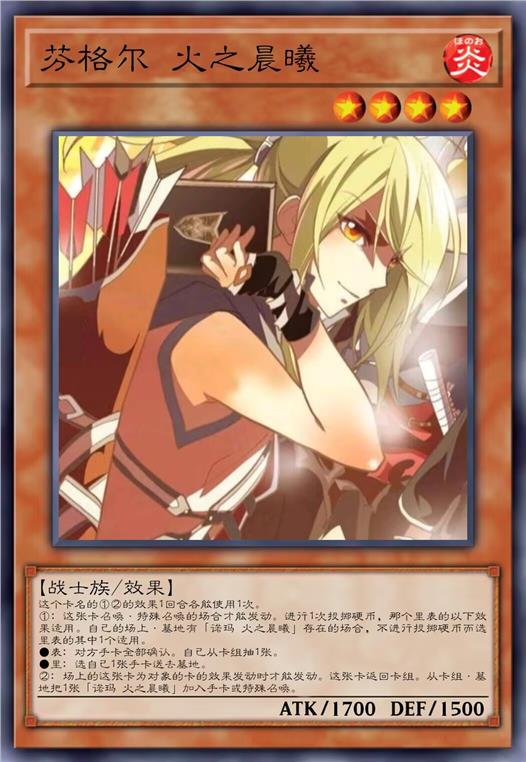 芬格尔 火之晨曦
ほのお
炎
【战士族/效果】
这个卡名的①②的效果1回合各能使用1次。
①：这张卡召唤·特殊召唤的场合才能发动。进行1次投掷硬币，那个里表的以下效
果适用。自己的场上·墓地有「诺玛 火之晨曦」存在的场合，不进行投掷硬币而选
里表的其中1个适用。
●表：对方手卡全部确认。自己从卡组抽1张。
●里：选自己1张手卡送去墓地。
②：场上的这张卡为对象的卡的效果发动时才能发动。这张卡返回卡组。从卡组·墓
地把1张「诺玛 火之晨曦」加入手卡或特殊召唤。
ATK/1700 DEF/1500